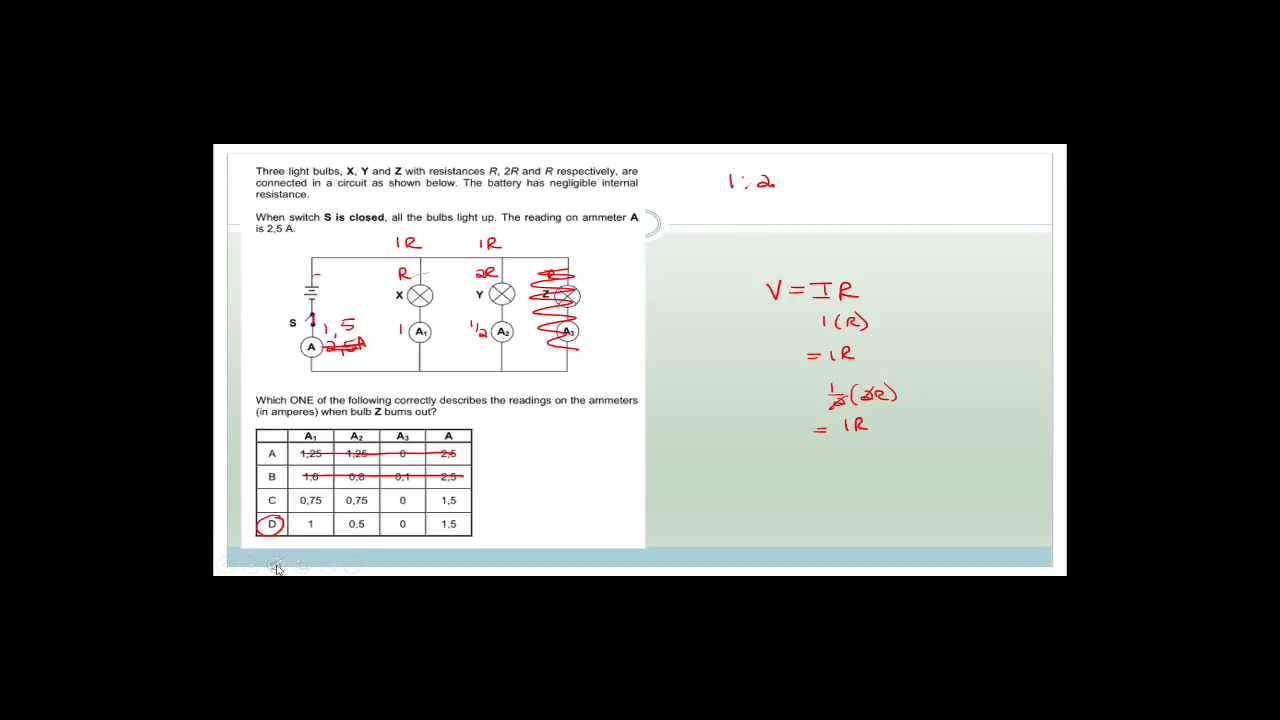 Three light bulbs, X, Y and Z with resistances R, 2R and R respectively, are
connected in a circuit as shown below. The battery has negligible internal
resistance.
When switch S is closed, all the bulbs light up. The reading on ammeter A
is 2,5 A.
1R 1R
R 2R R
X Y Z
S
1,5 1 A1 1/2 A2 A3
A 2,5A
Which ONE of the following correctly describes the readings on the ammeters
(in amperes) when bulb Z burns out?
A1 A2 A3 A
A 1,25 1,25 0 2,5
B 1,6 0,8 0,1 2,5
C 0,75 0,75 0 1,5
D 1 0,5 0 1,5
1:2
V = IR
1(R)
= 1R
1/2(2R)
= 1R